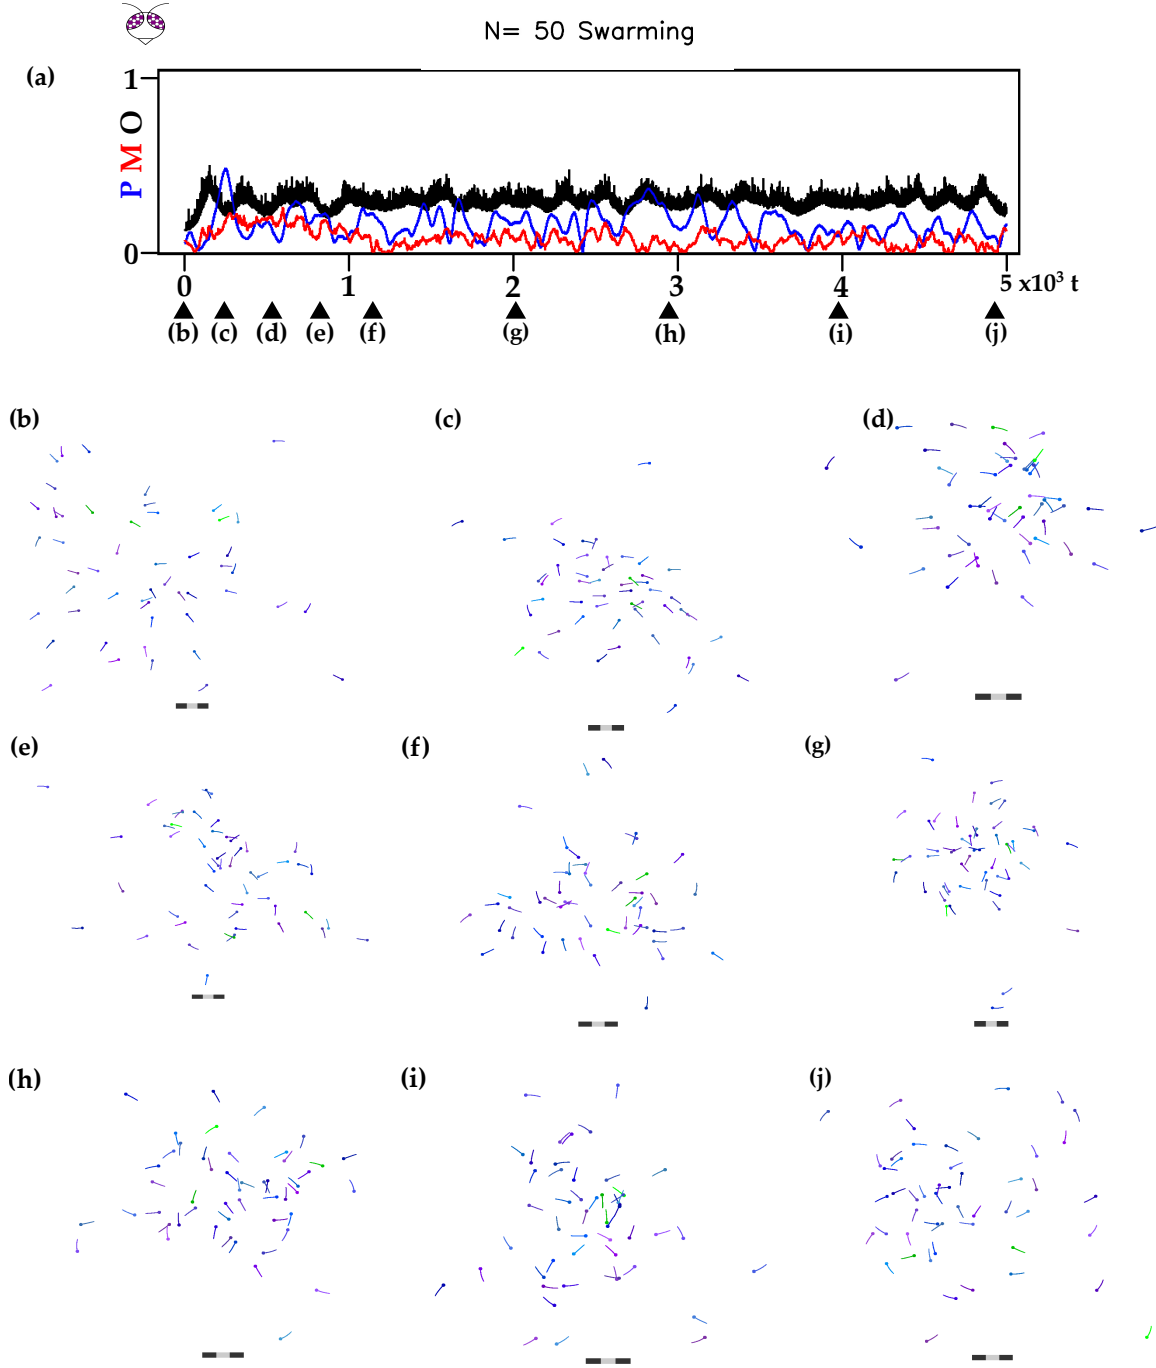 N= 50 Swarming
(a)
1
P M O
0
0 1 2 3 4 5 x10³ t
(b) (c) (d) (e) (f) (g) (h) (i) (j)
(b) (c) (d)
(e) (f) (g)
(h) (i) (j)